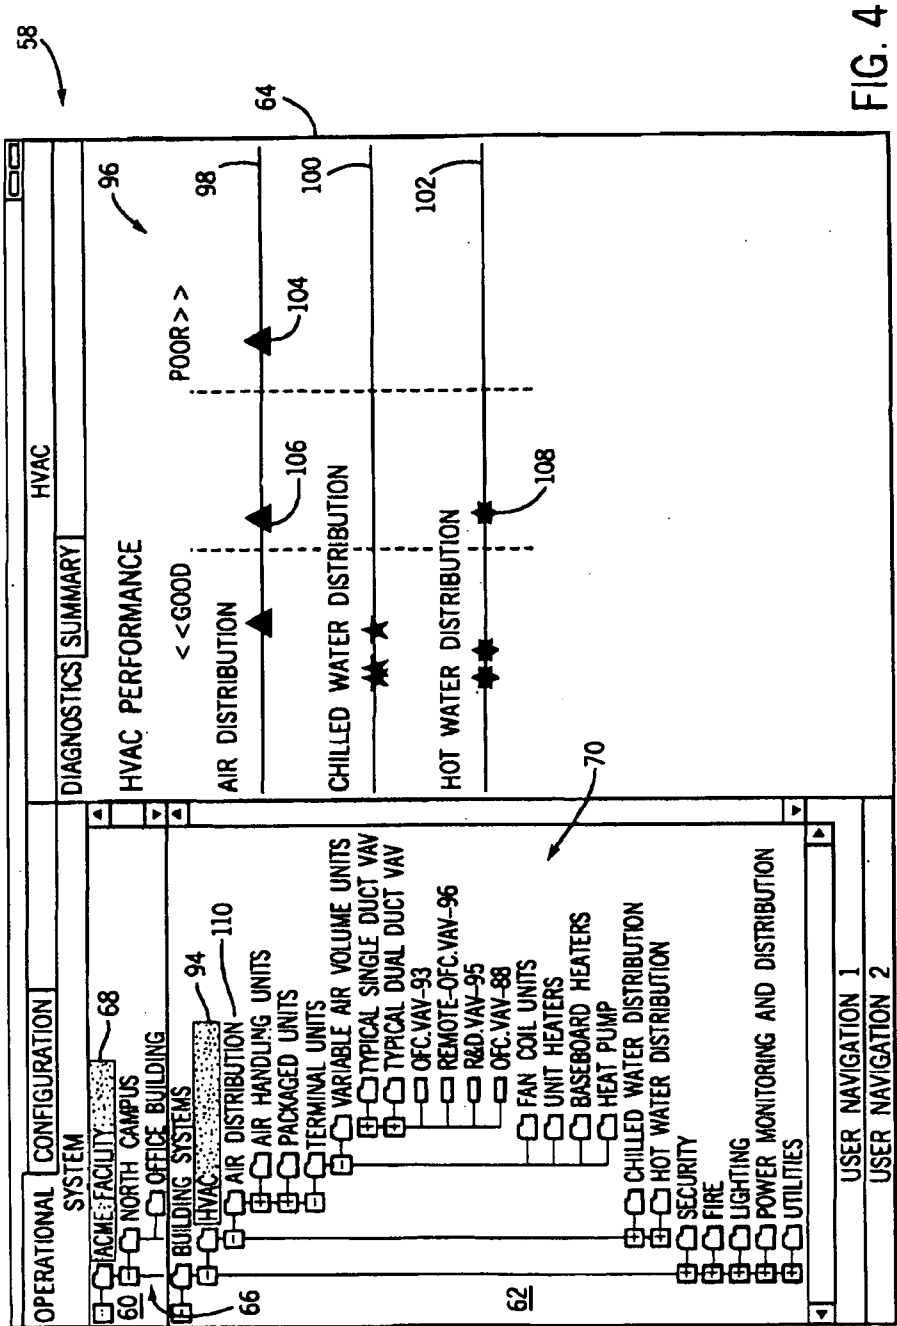 58
OPERATIONAL CONFIGURATION HVAC
SYSTEM
DIAGNOSTICS SUMMARY
ACME FACILITY
68
NORTH CAMPUS
OFFICE BUILDING
60
66
BUILDING SYSTEMS
HVAC
94
AIR DISTRIBUTION
110
AIR HANDLING UNITS
PACKAGED UNITS
TERMINAL UNITS
VARIABLE AIR VOLUME UNITS
TYPICAL SINGLE DUCT VAV
TYPICAL DUAL DUCT VAV
OFC.VAV-93
REMOTE-OFC.VAV-96
R&D.VAV-95
OFC.VAV-88
FAN COIL UNITS
UNIT HEATERS
BASEBOARD HEATERS
HEAT PUMP
CHILLED WATER DISTRIBUTION
HOT WATER DISTRIBUTION
SECURITY
FIRE
LIGHTING
POWER MONITORING AND DISTRIBUTION
UTILITIES
62
70
USER NAVIGATION 1
USER NAVIGATION 2
HVAC PERFORMANCE
96
64
<<GOOD POOR>>
AIR DISTRIBUTION
98
106
104
CHILLED WATER DISTRIBUTION
100
HOT WATER DISTRIBUTION
102
108
FIG. 4